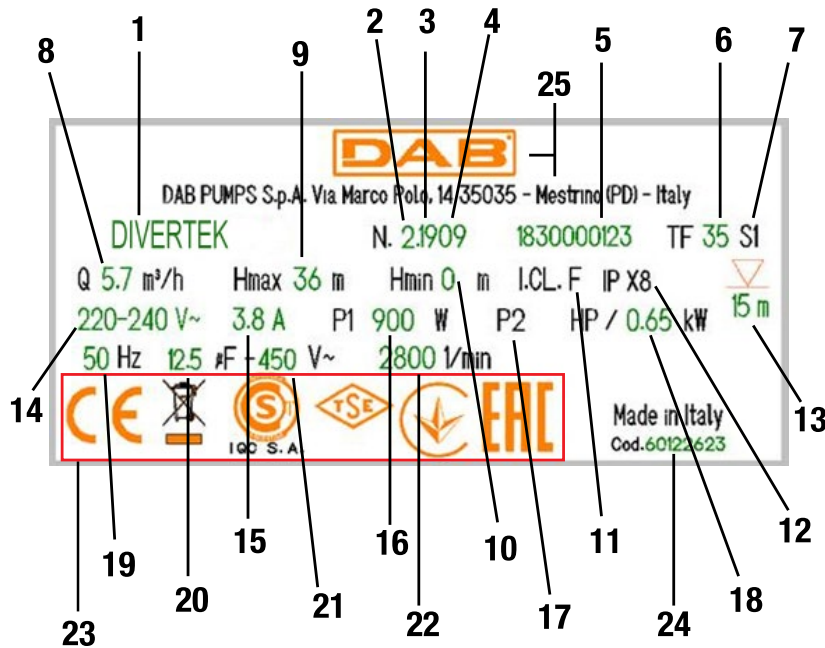 1 2 3 4 5 6 7
8 9 25
DAB
DAB PUMPS S.p.A. Via Marco Polo, 14 35035 - Mestrino (PD) - Italy
DIVERTEK N. 2.1909 1830000123 TF 35 S1
Q 5.7 m³/h Hmax 36 m Hmin 0 m I.CL. F IP X8
220-240 V~ 3.8 A P1 900 W P2 HP / 0.65 kW 15 m
50 Hz 12.5 µF - 450 V~ 2800 1/min
14 13
CE S TSE EAC Made in Italy
IQC S.A. Cod.60122623
15 16 10 11 12
19 20 21 22 17 18
23 24